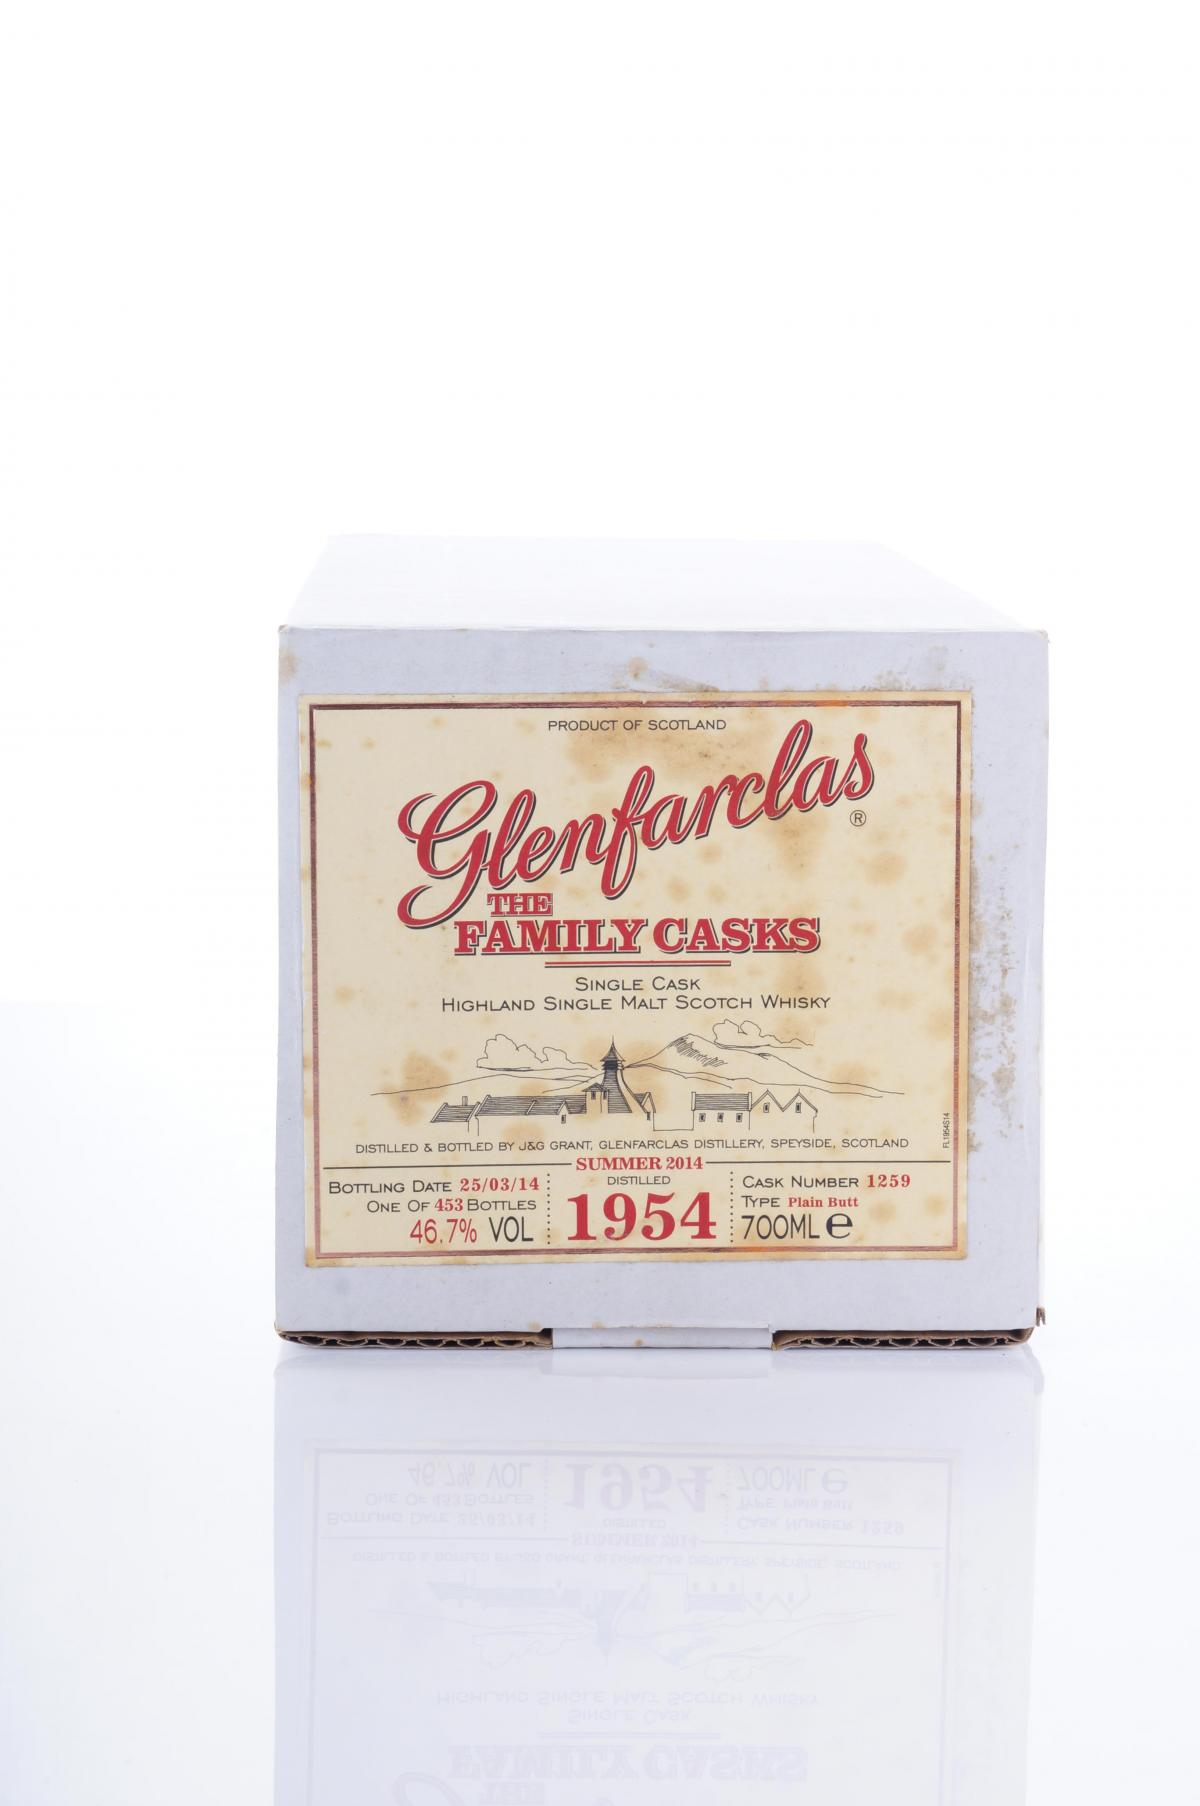 PRODUCT OF SCOTLAND
Glenfarclas ®
THE
FAMILY CASKS
SINGLE CASK
HIGHLAND SINGLE MALT SCOTCH WHISKY
DISTILLED & BOTTLED BY J&G GRANT, GLENFARCLAS DISTILLERY, SPEYSIDE, SCOTLAND
FL1954S14
SUMMER 2014
BOTTLING DATE 25/03/14
ONE OF 453 BOTTLES
46.7% VOL
DISTILLED
1954
CASK NUMBER 1259
TYPE Plain Butt
700ML e